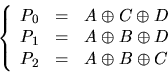 P₀ = A ⊕ C ⊕ D
P₁ = A ⊕ B ⊕ D
P₂ = A ⊕ B ⊕ C